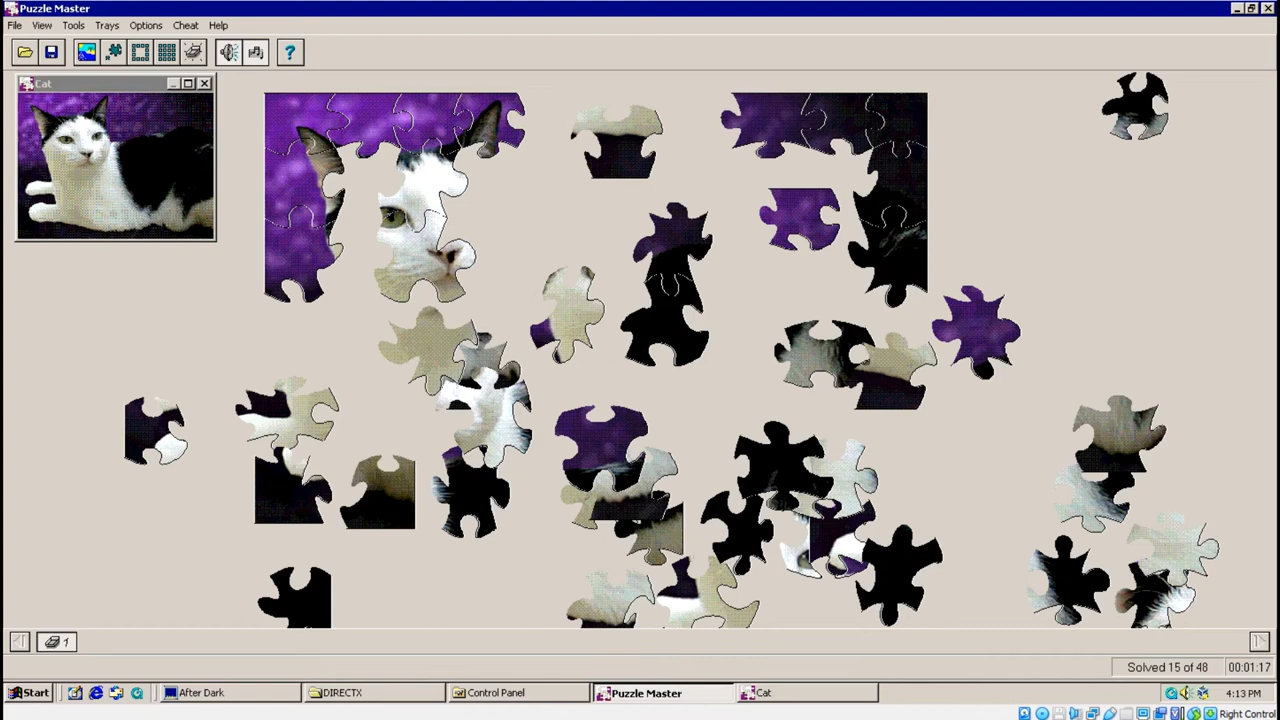 Puzzle Master
File View Tools Trays Options Cheat Help
Cat
1
Solved 15 of 48 00:01:17
Start After Dark DIRECTX Control Panel Puzzle Master Cat 4:13 PM
Right Control